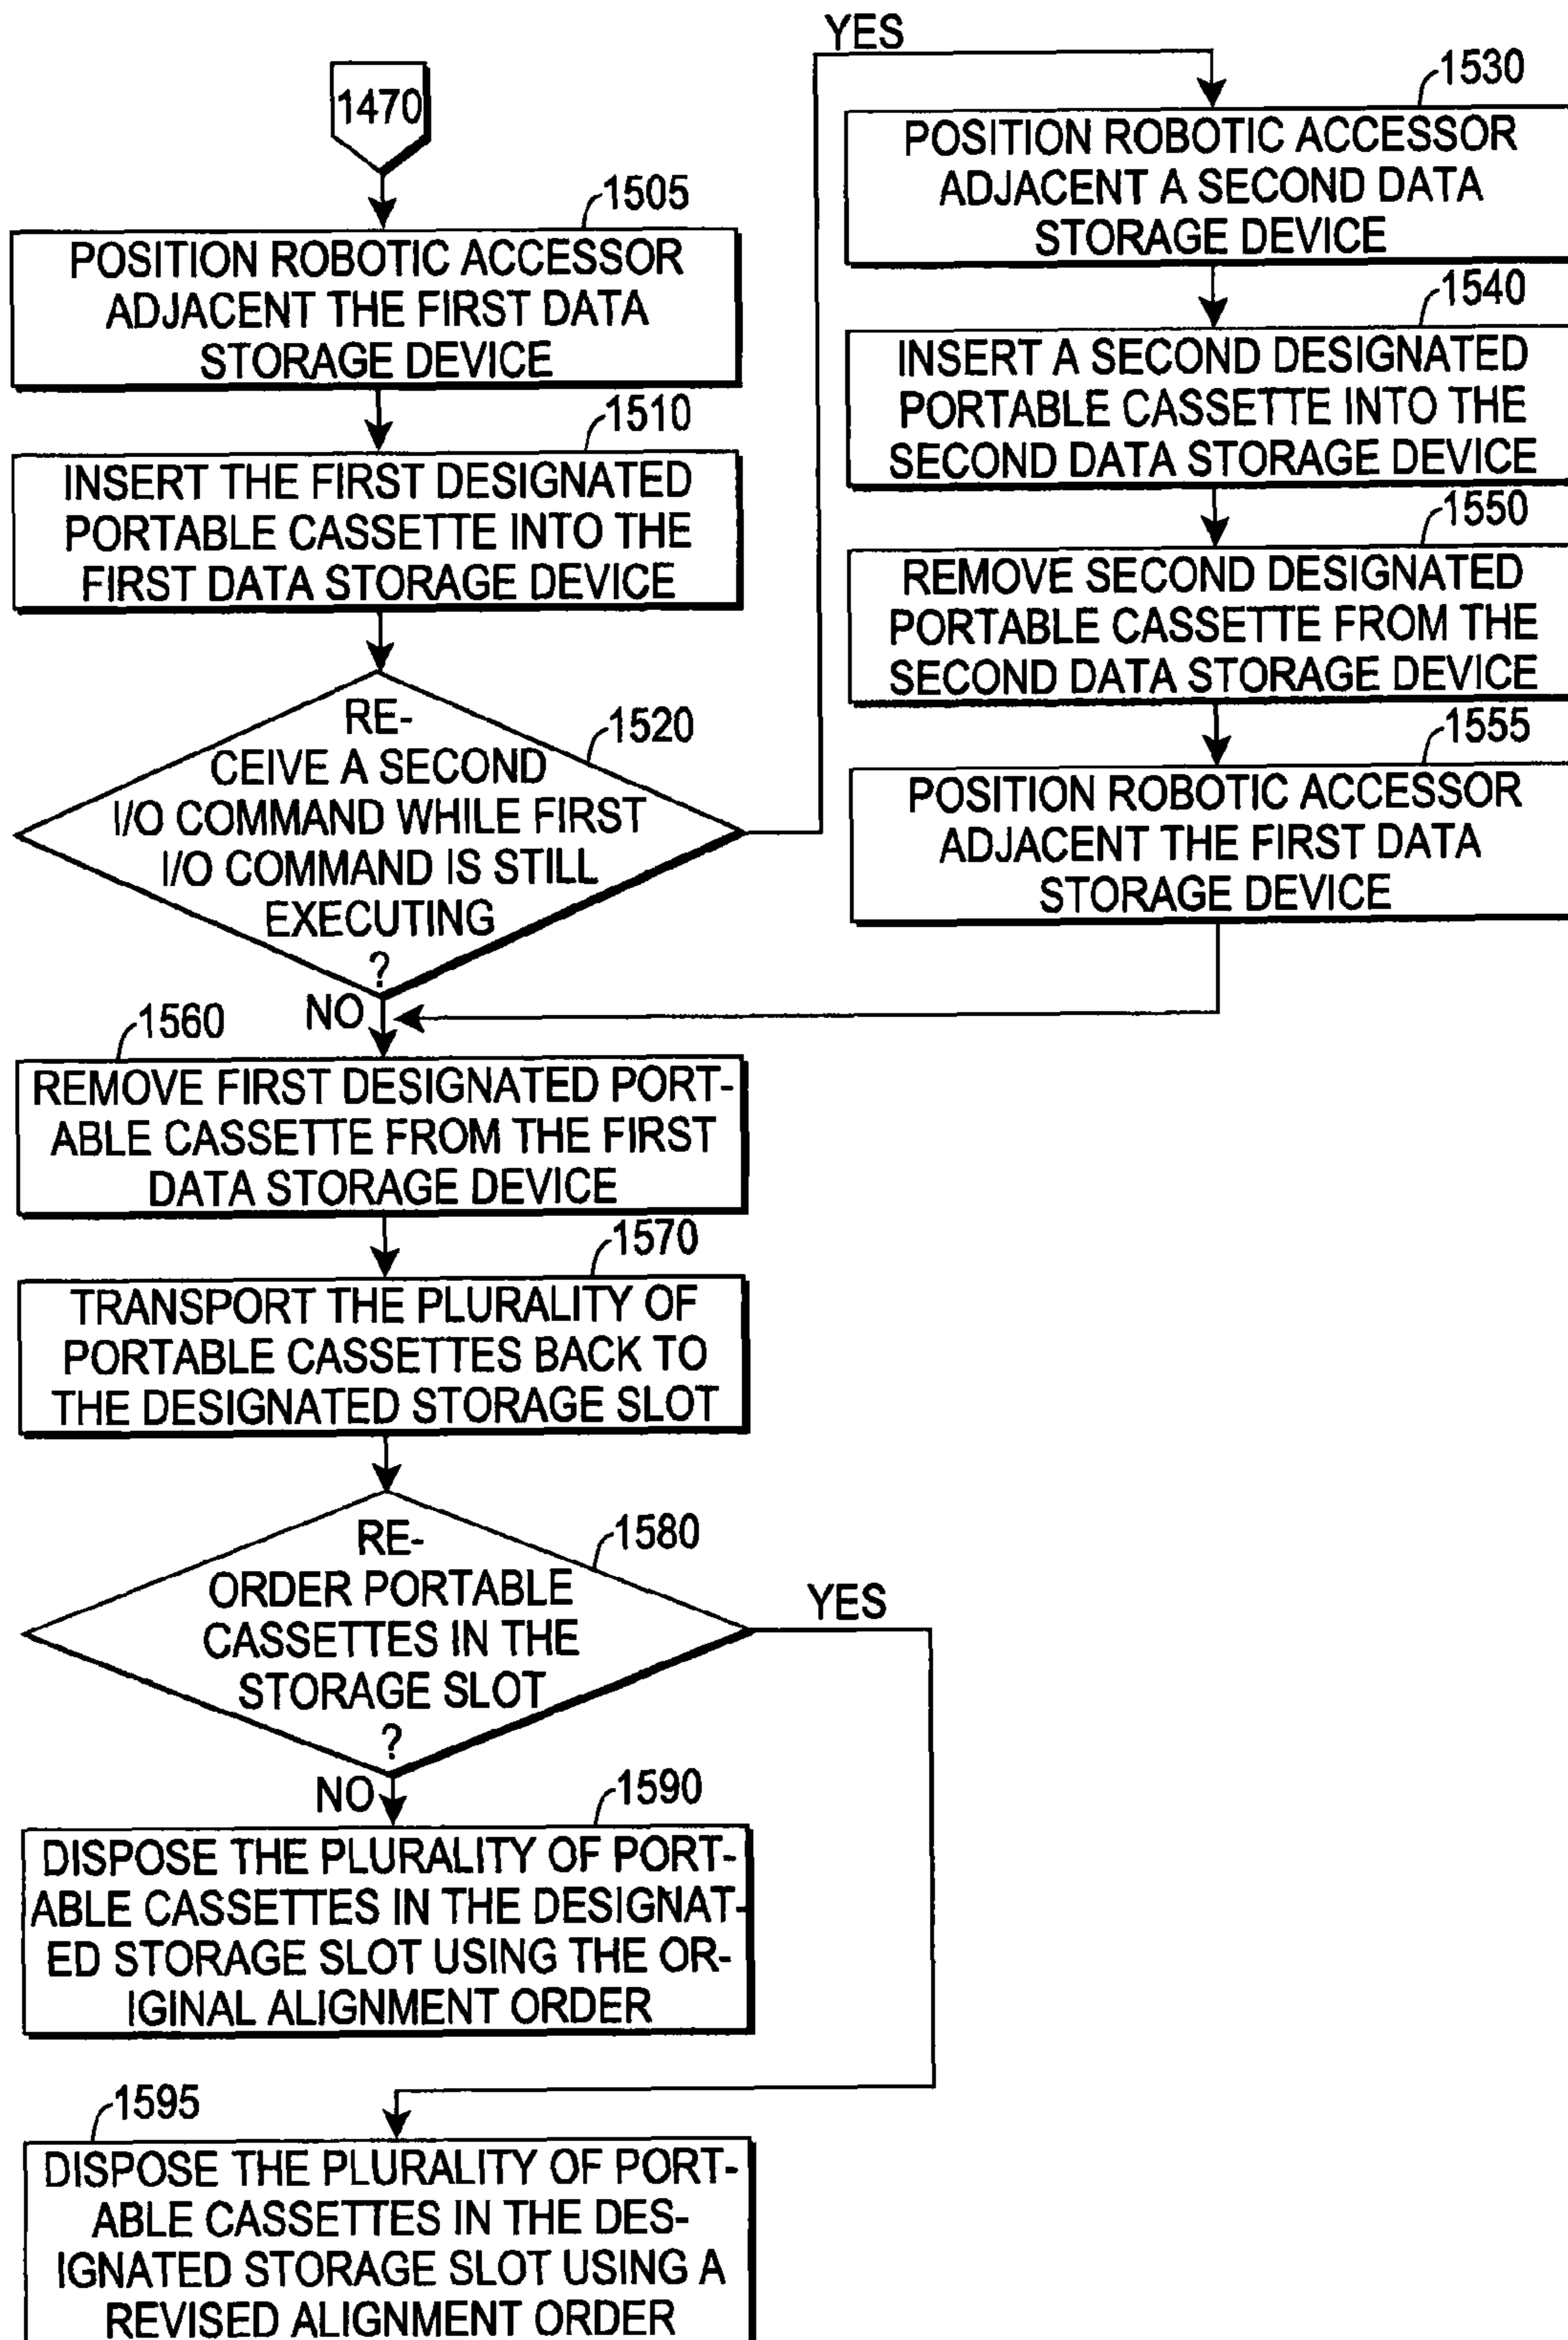 1470
1505
POSITION ROBOTIC ACCESSOR
ADJACENT THE FIRST DATA
STORAGE DEVICE
1510
INSERT THE FIRST DESIGNATED
PORTABLE CASSETTE INTO THE
FIRST DATA STORAGE DEVICE
1520
RE-
CEIVE A SECOND
I/O COMMAND WHILE FIRST
I/O COMMAND IS STILL
EXECUTING
?
YES
1530
POSITION ROBOTIC ACCESSOR
ADJACENT A SECOND DATA
STORAGE DEVICE
1540
INSERT A SECOND DESIGNATED
PORTABLE CASSETTE INTO THE
SECOND DATA STORAGE DEVICE
1550
REMOVE SECOND DESIGNATED
PORTABLE CASSETTE FROM THE
SECOND DATA STORAGE DEVICE
1555
POSITION ROBOTIC ACCESSOR
ADJACENT THE FIRST DATA
STORAGE DEVICE
NO
1560
REMOVE FIRST DESIGNATED PORT-
ABLE CASSETTE FROM THE FIRST
DATA STORAGE DEVICE
1570
TRANSPORT THE PLURALITY OF
PORTABLE CASSETTES BACK TO
THE DESIGNATED STORAGE SLOT
1580
RE-
ORDER PORTABLE
CASSETTES IN THE
STORAGE SLOT
?
YES
NO
1590
DISPOSE THE PLURALITY OF PORT-
ABLE CASSETTES IN THE DESIGNAT-
ED STORAGE SLOT USING THE OR-
IGINAL ALIGNMENT ORDER
1595
DISPOSE THE PLURALITY OF PORT-
ABLE CASSETTES IN THE DES-
IGNATED STORAGE SLOT USING A
REVISED ALIGNMENT ORDER